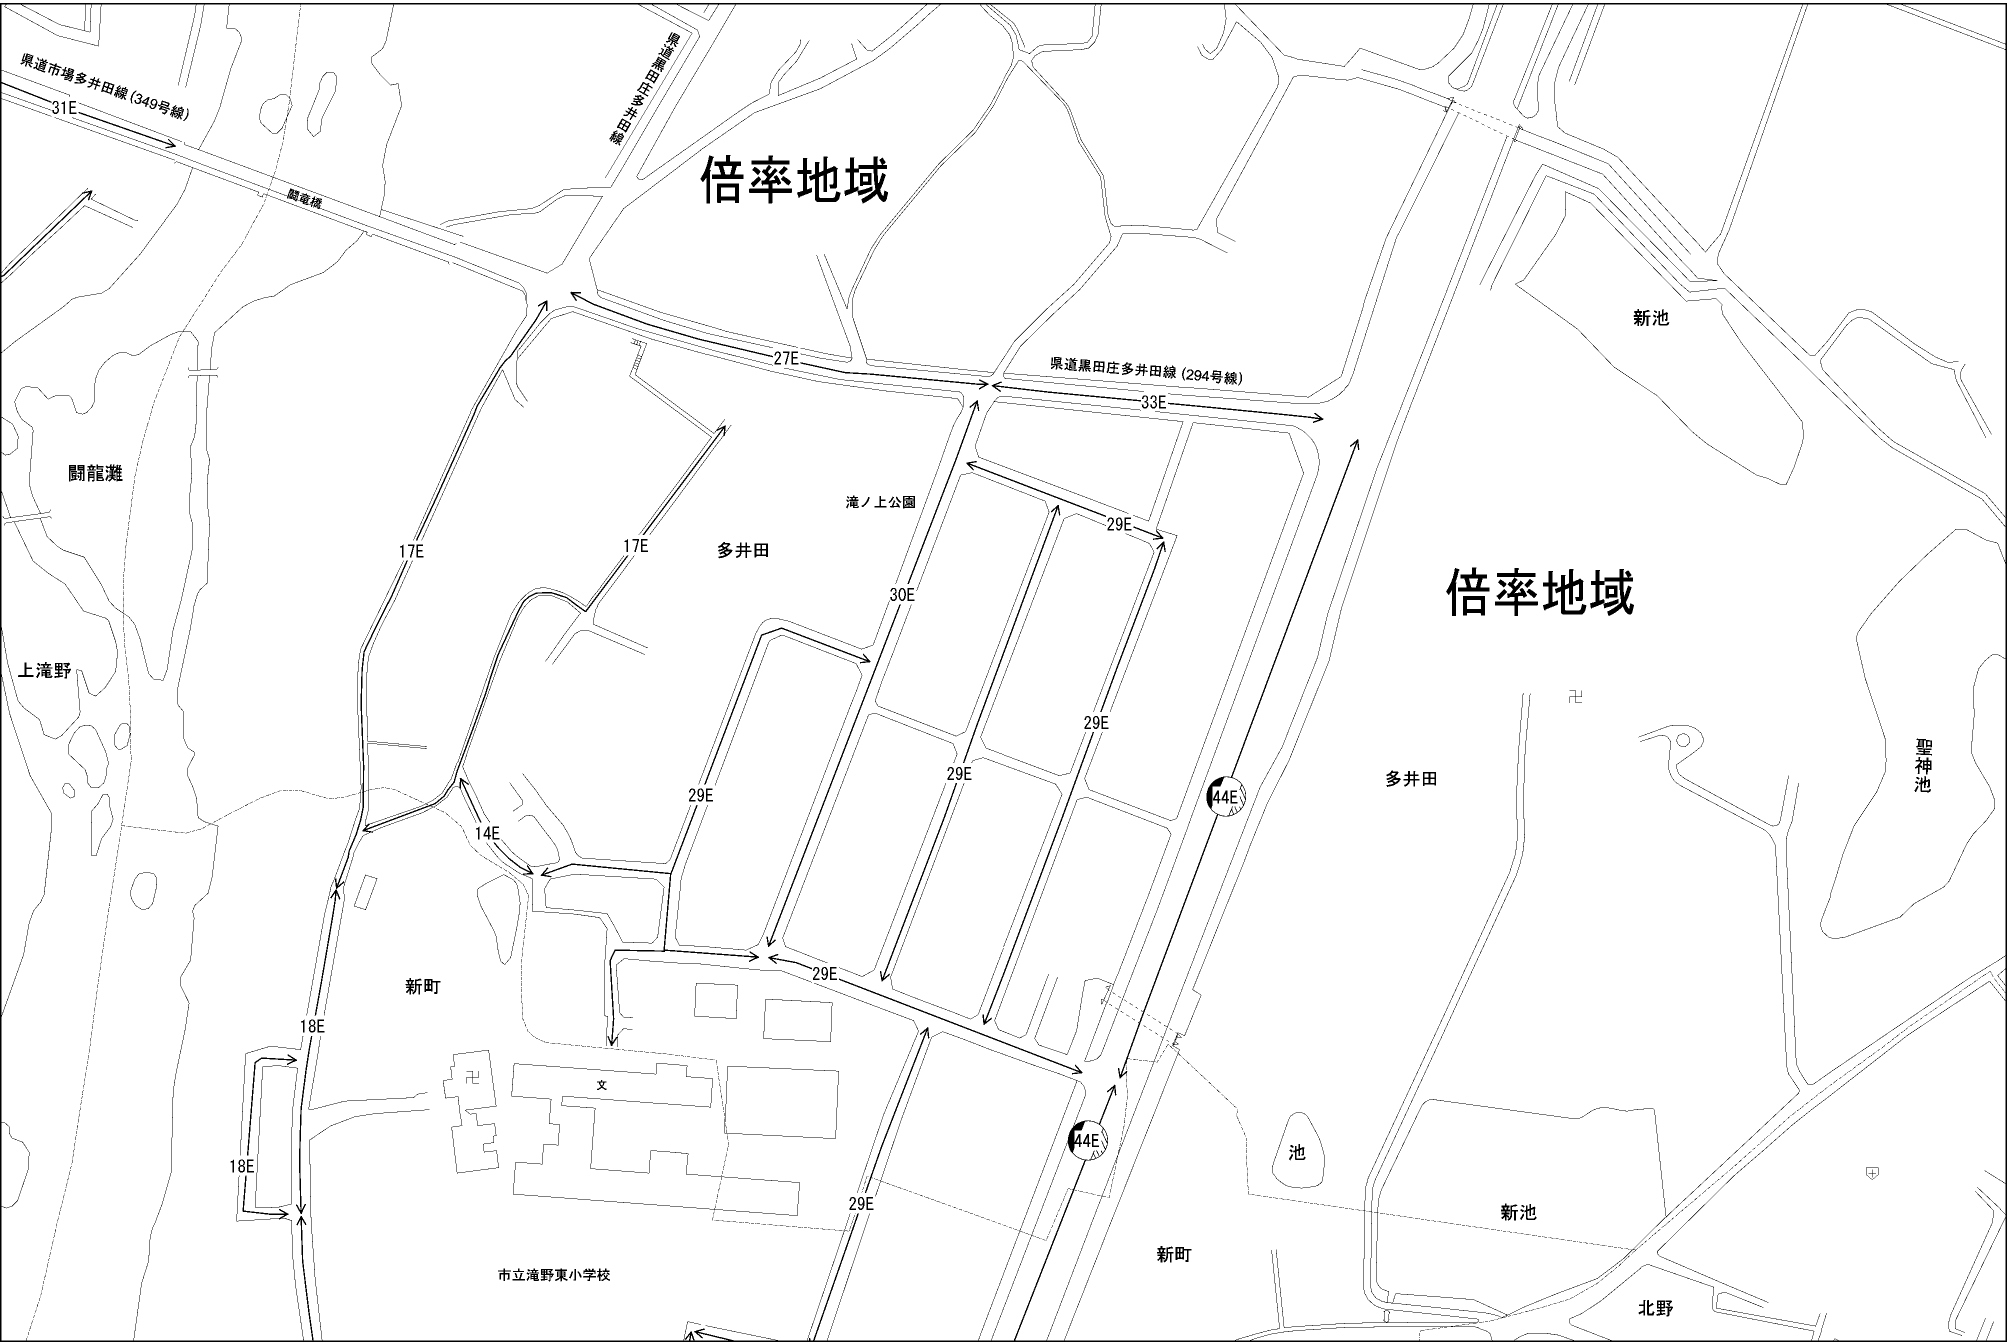 県道市場多井田線(349号線)
31E
県道黒田庄多井田線
倍率地域
闘竜橋
新池
27E
県道黒田庄多井田線(294号線)
33E
闘龍灘
滝ノ上公園
29E
17E
17E
多井田
30E
倍率地域
上滝野
29E
聖神池
29E
多井田
29E
44E
14E
29E
新町
18E
文
44E
池
18E
29E
新池
新町
市立滝野東小学校
北野